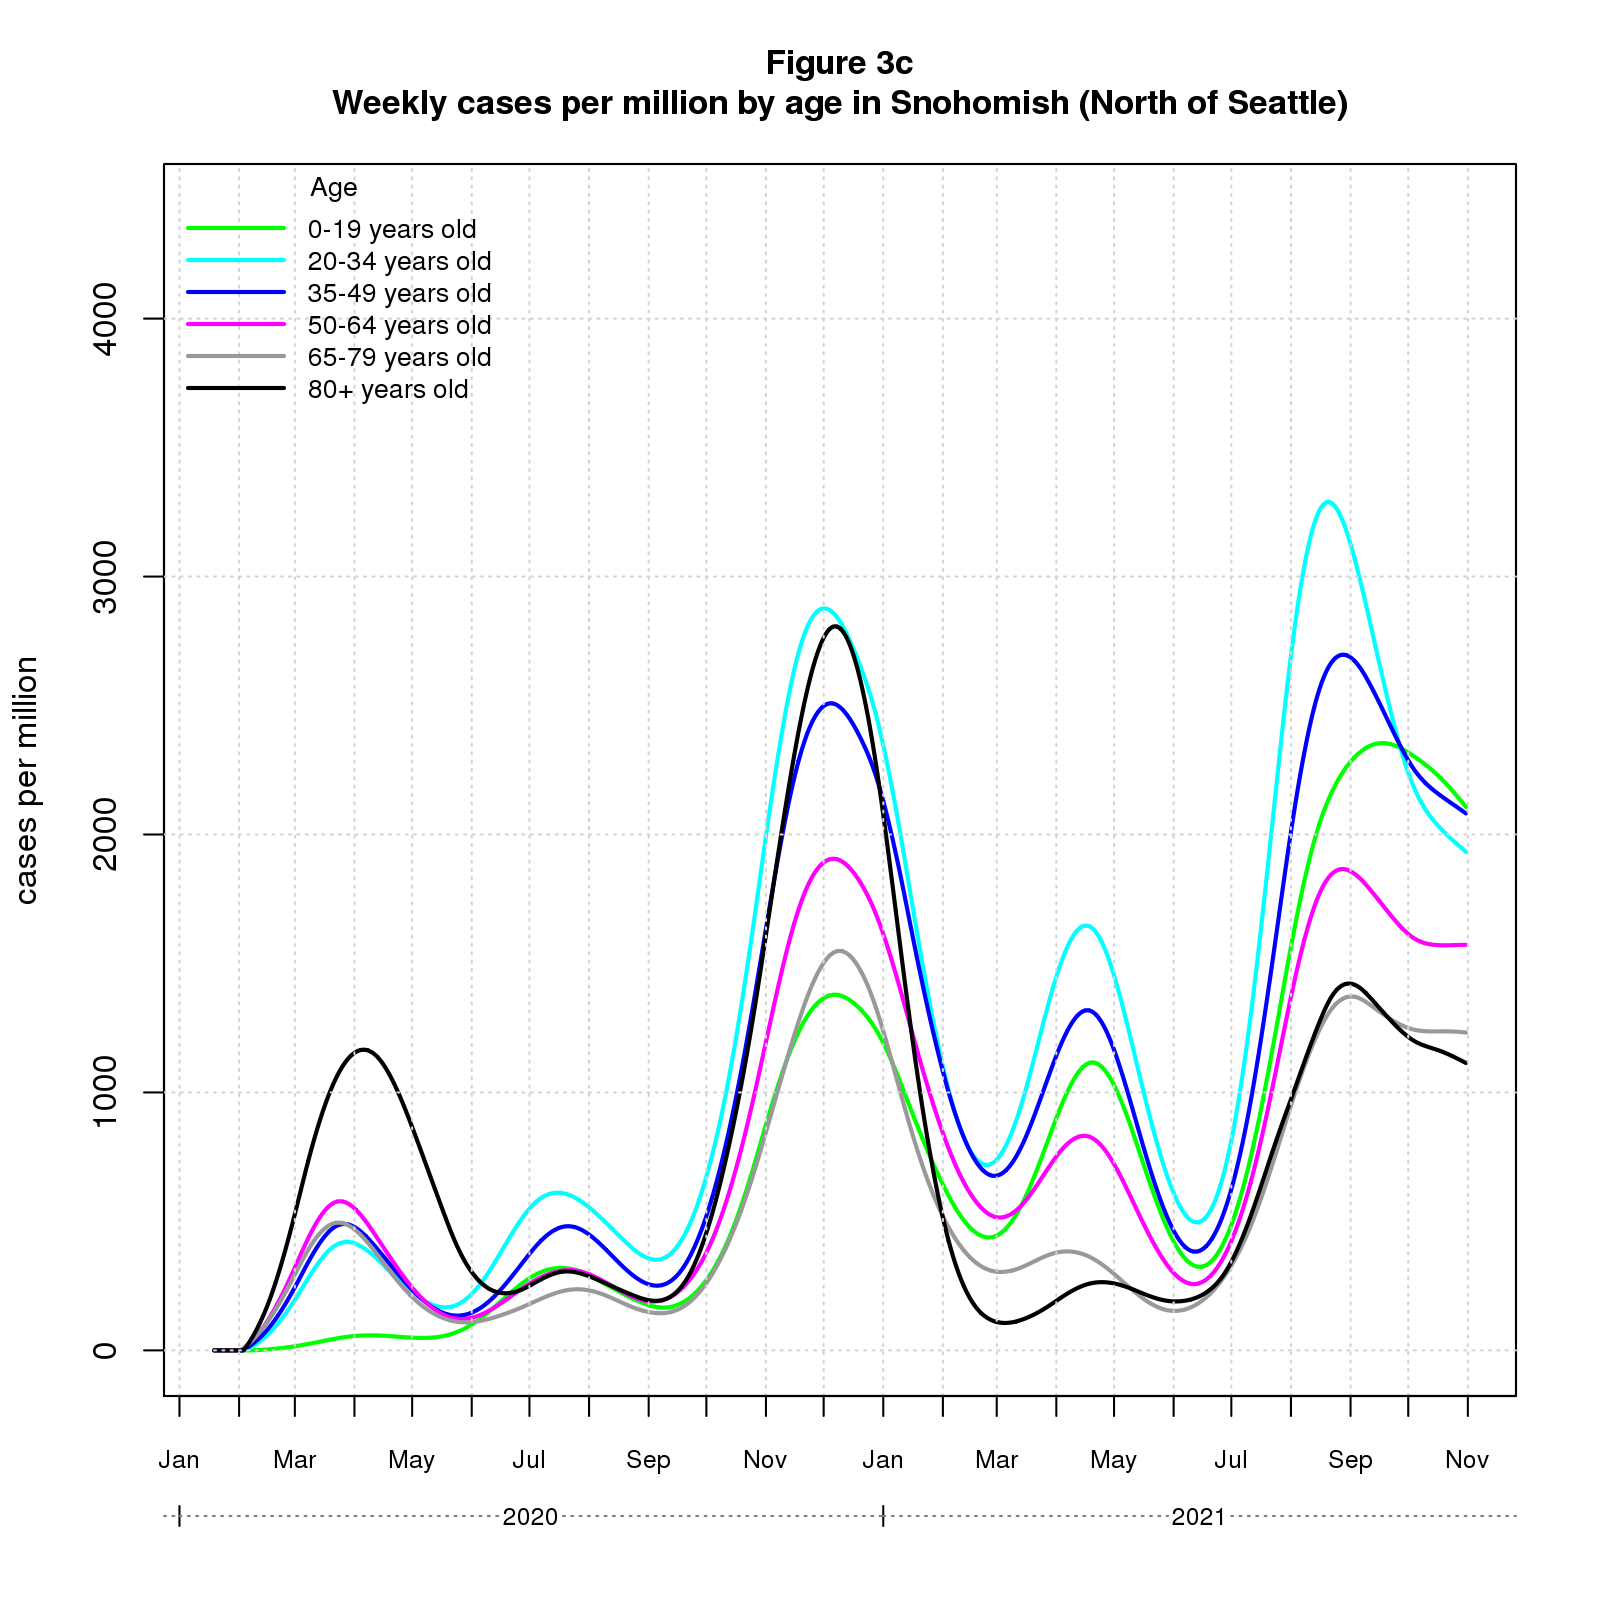 Figure 3c
Weekly cases per million by age in Snohomish (North of Seattle)
Age
0-19 years old
20-34 years old
35-49 years old
50-64 years old
65-79 years old
80+ years old
cases per million
4000
3000
2000
1000
0
Jan Mar May Jul Sep Nov Jan Mar May Jul Sep Nov
2020 2021